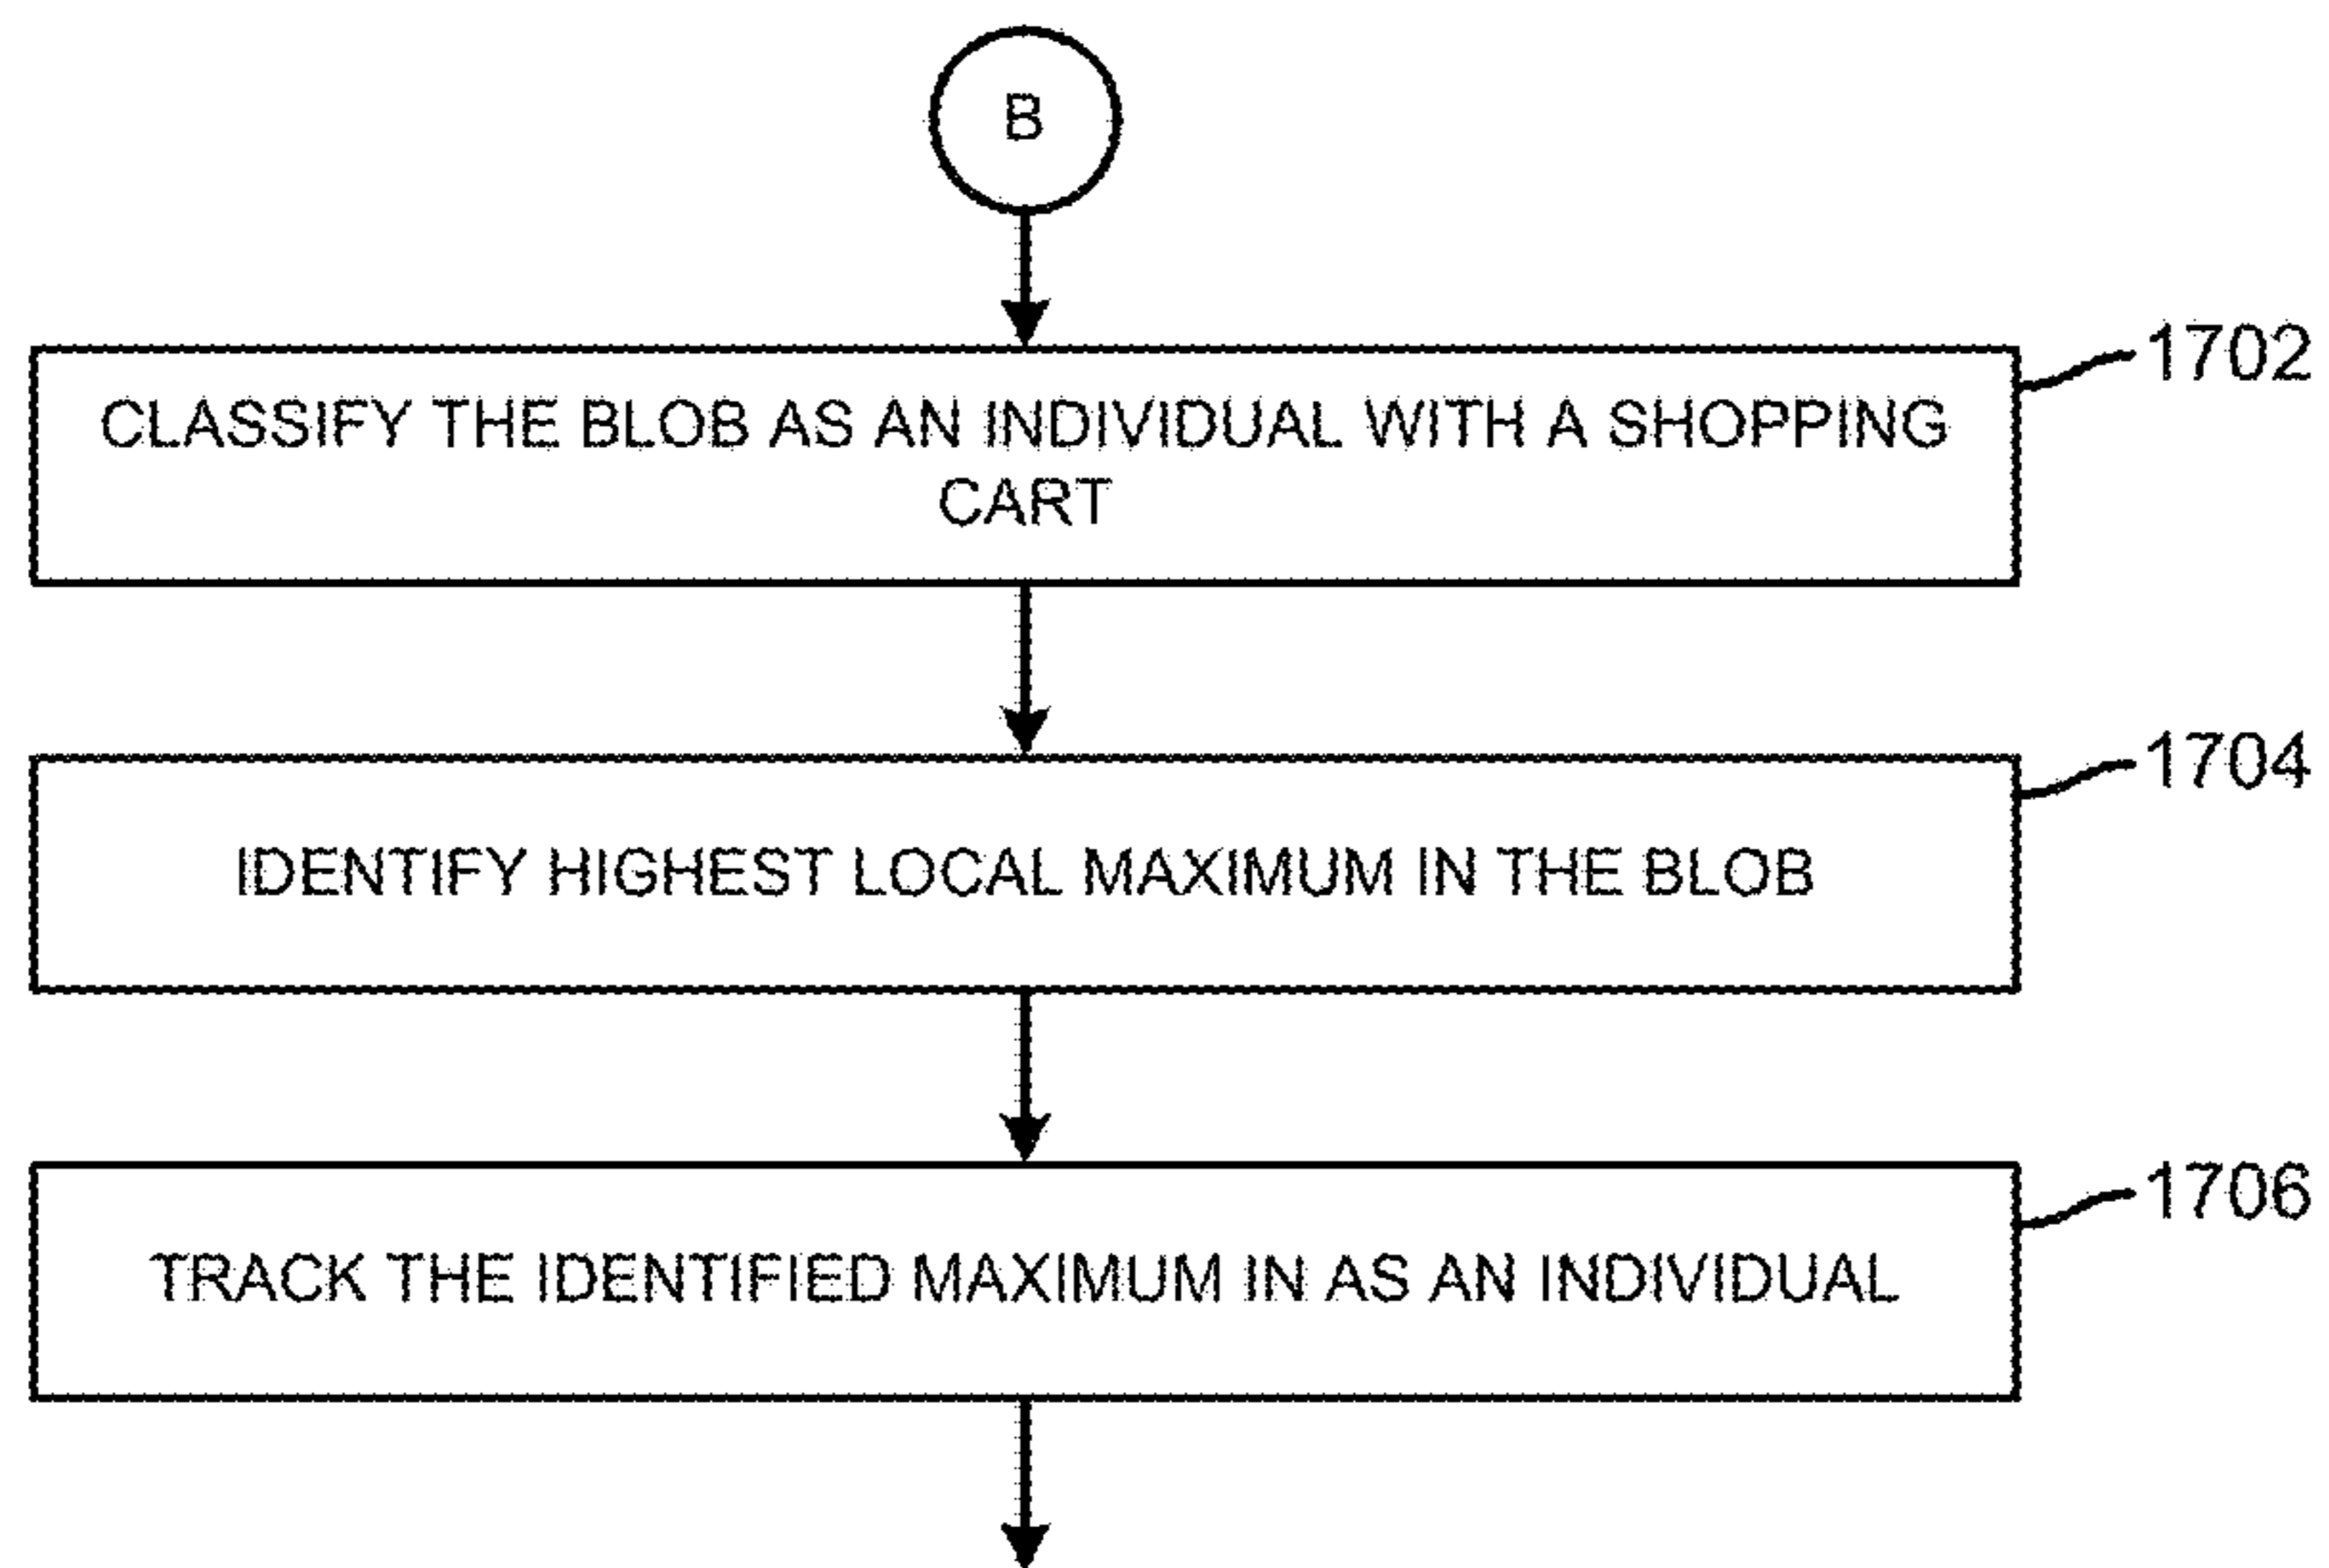 B
1702
CLASSIFY THE BLOB AS AN INDIVIDUAL WITH A SHOPPING
CART
1704
IDENTIFY HIGHEST LOCAL MAXIMUM IN THE BLOB
1706
TRACK THE IDENTIFIED MAXIMUM IN AS AN INDIVIDUAL